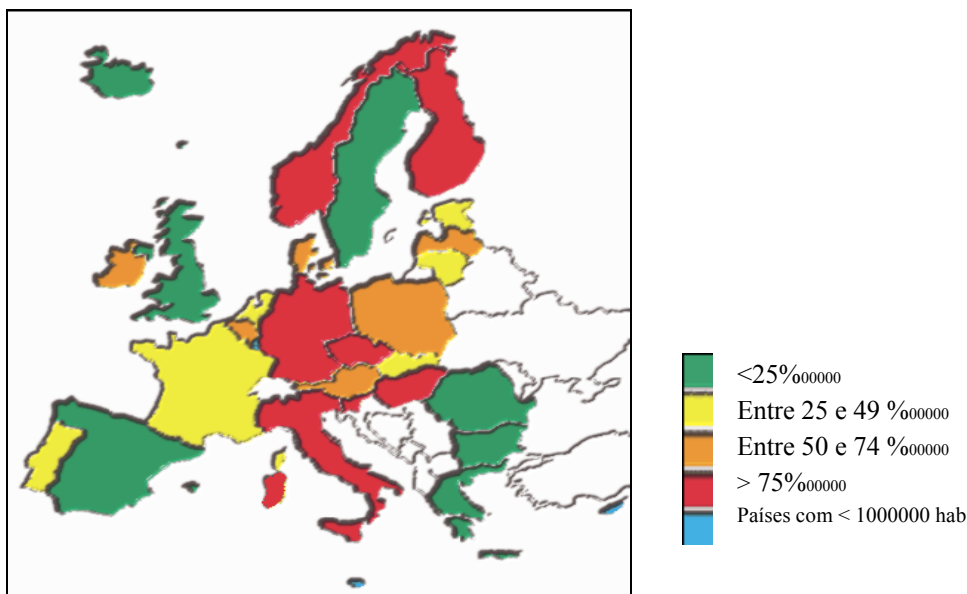 <25%00000
Entre 25 e 49 %00000
Entre 50 e 74 %00000
> 75%00000
Países com < 1000000 hab